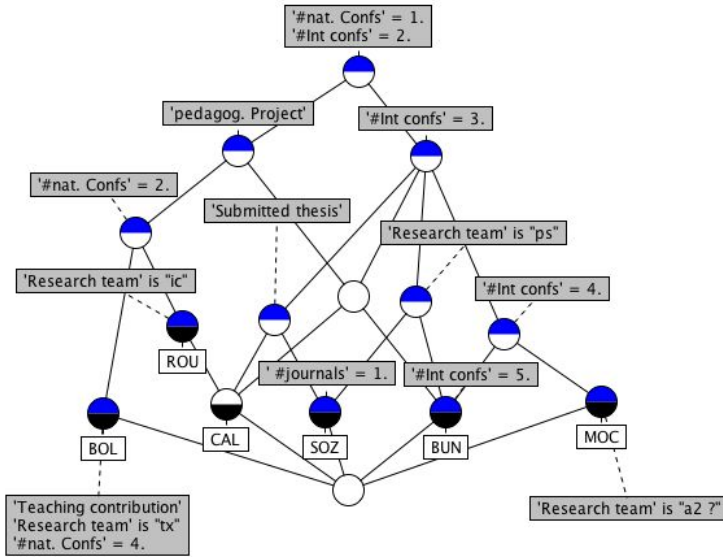 '#nat. Confs' = 1.
'#Int confs' = 2.
'pedagog. Project'
'#Int confs' = 3.
'#nat. Confs' = 2.
'Submitted thesis'
'Research team' is "ps"
'Research team' is "ic"
'#Int confs' = 4.
ROU
' #journals' = 1.
'#Int confs' = 5.
BOL
CAL
SOZ
BUN
MOC
'Teaching contribution'
'Research team' is "tx"
'#nat. Confs' = 4.
'Research team' is "a2 ?"